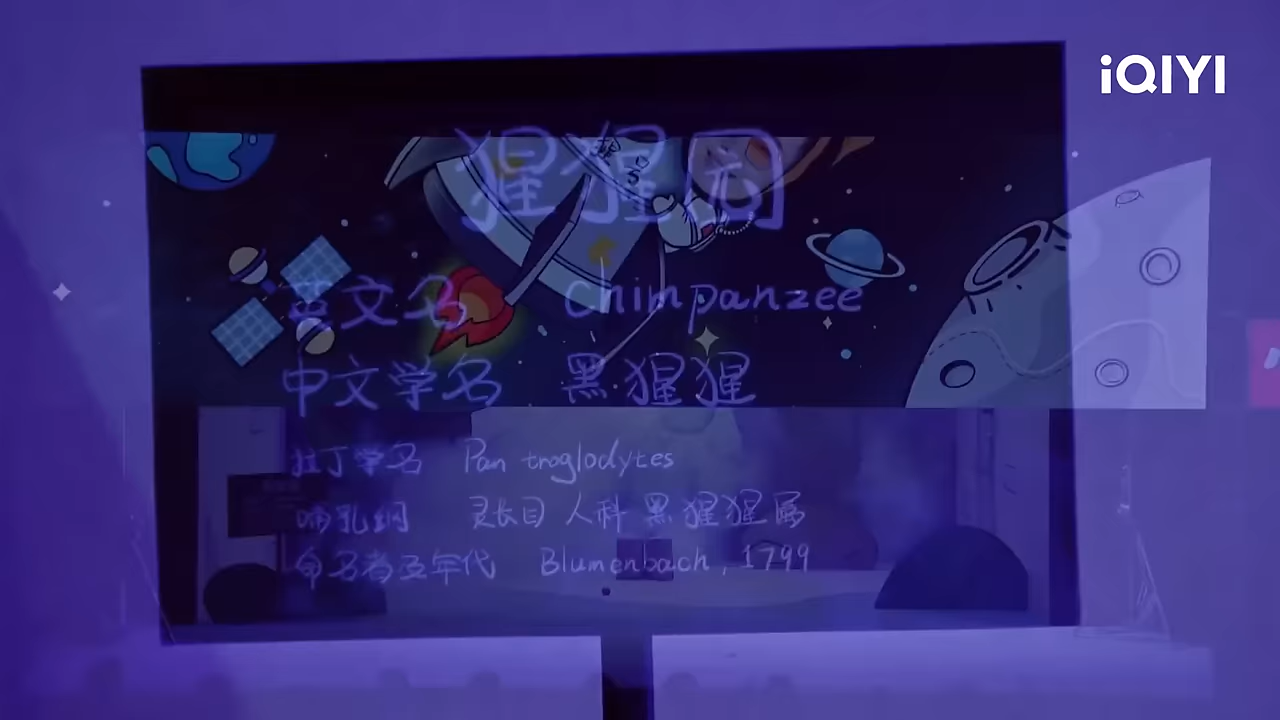 iQIYI
猩猩园
英文名 Chimpanzee
中文学名 黑猩猩
拉丁学名 Pan troglodytes
哺乳纲 灵长目 人科 黑猩猩属
命名者及年代 Blumenbach, 1799